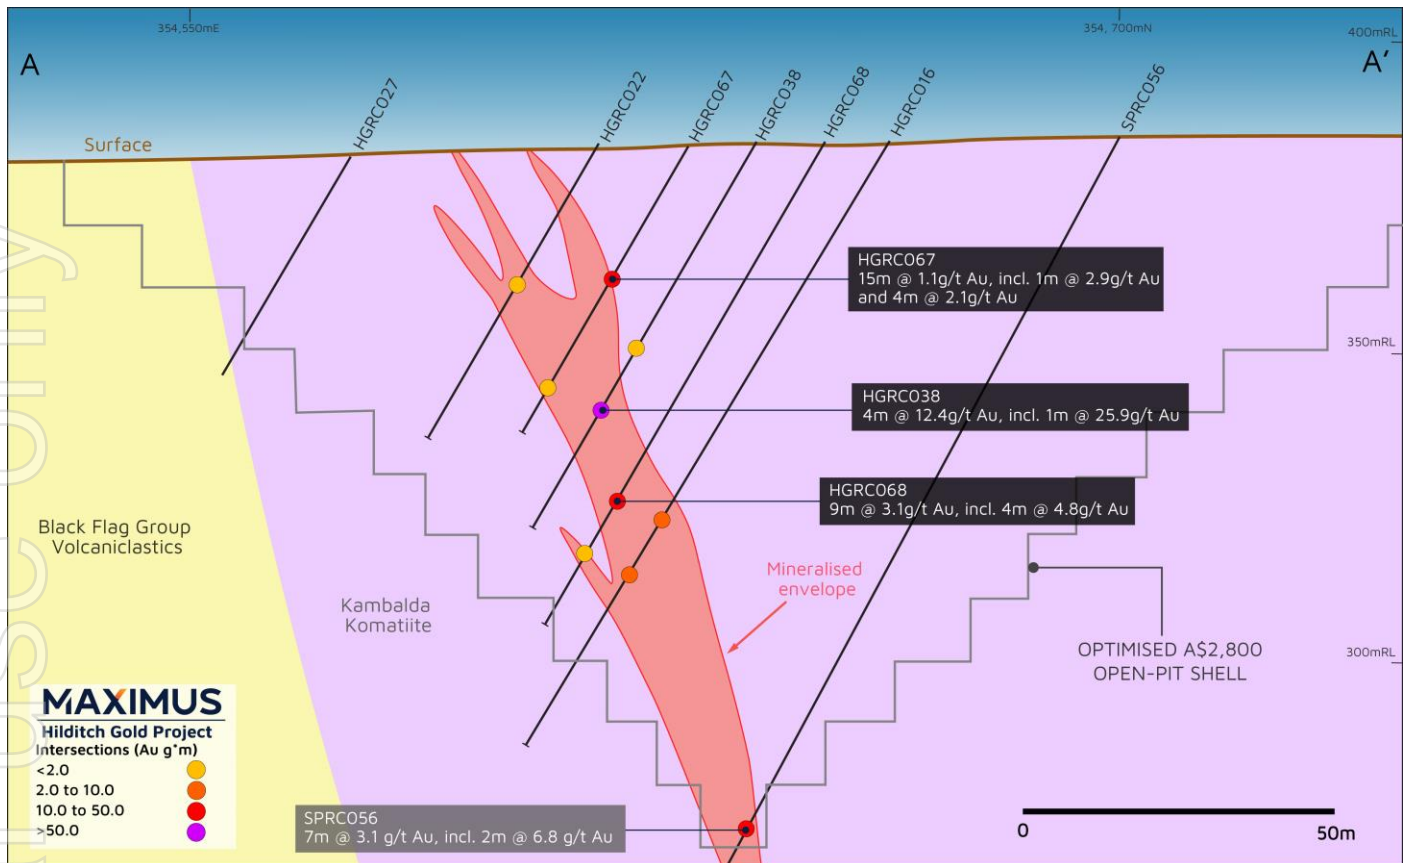 354,550mE
354,700mN
400mRL
A
A’
HGRC027
HGRC022
HGRC067
HGRC038
HGRC068
HGRC016
SPRC056
Surface
HGRC067
15m @ 1.1g/t Au, incl. 1m @ 2.9g/t Au
and 4m @ 2.1g/t Au
350mRL
HGRC038
4m @ 12.4g/t Au, incl. 1m @ 25.9g/t Au
HGRC068
9m @ 3.1g/t Au, incl. 4m @ 4.8g/t Au
Black Flag Group
Volcaniclastics
Mineralised
envelope
Kambalda
Komatiite
OPTIMISED A$2,800
OPEN-PIT SHELL
300mRL
MAXIMUS
Hilditch Gold Project
Intersections (Au g*m)
<2.0
2.0 to 10.0
10.0 to 50.0
>50.0
SPRC056
7m @ 3.1 g/t Au, incl. 2m @ 6.8 g/t Au
0
50m
only